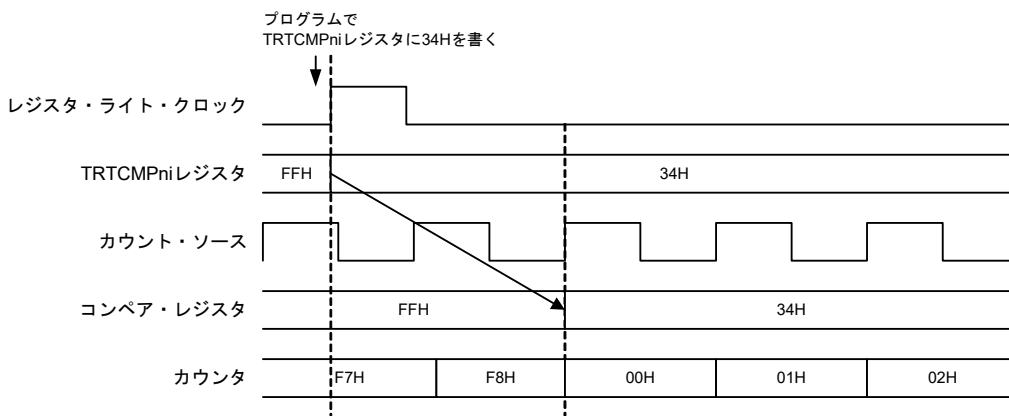 プログラムで
TRTCMPniレジスタに34Hを書く
レジスタ・ライト・クロック
TRTCMPniレジスタ FFH 34H
カウント・ソース
コンペア・レジスタ FFH 34H
カウンタ F7H F8H 00H 01H 02H